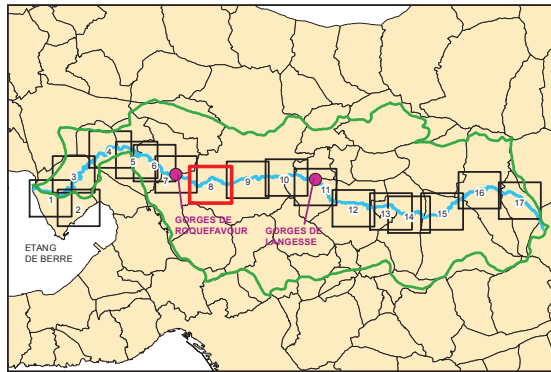 1
2
3
4
5
6
7
8
9
10
11
12
13
14
15
16
17
GORGES DE
ROQUEFAVOUR
GORGES DE
LANGESSE
ETANG
DE BERRE